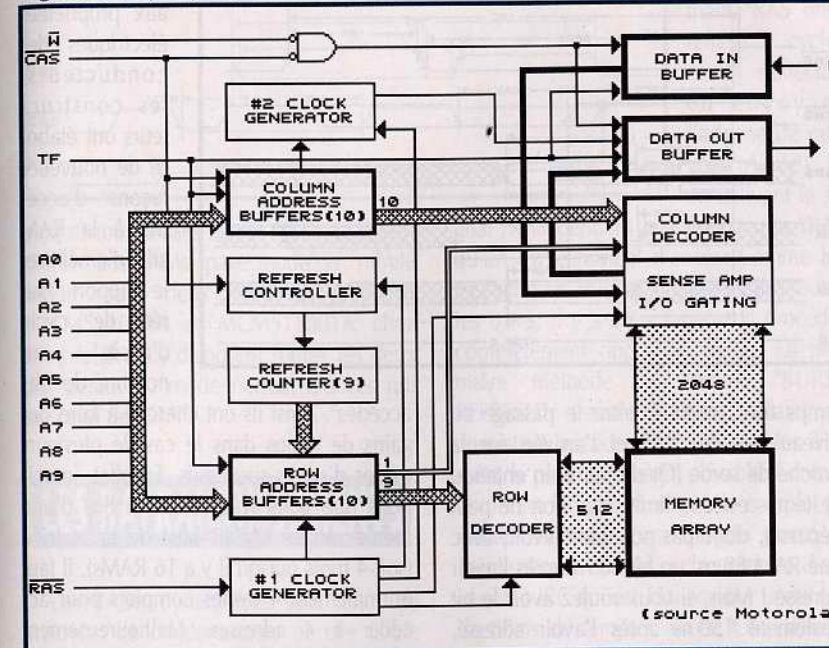 W
CAS
TF
A0
A1
A2
A3
A4
A5
A6
A7
A8
A9
RAS
#2 CLOCK
GENERATOR
COLUMN
ADDRESS
BUFFERS(10)
10
REFRESH
CONTROLLER
REFRESH
COUNTER(9)
ROW
ADDRESS
BUFFERS(10)
1
9
#1 CLOCK
GENERATOR
ROW
DECODER
512
DATA IN
BUFFER
DATA OUT
BUFFER
COLUMN
DECODER
SENSE AMP
I/O GATING
2048
MEMORY
ARRAY
(source Motorola